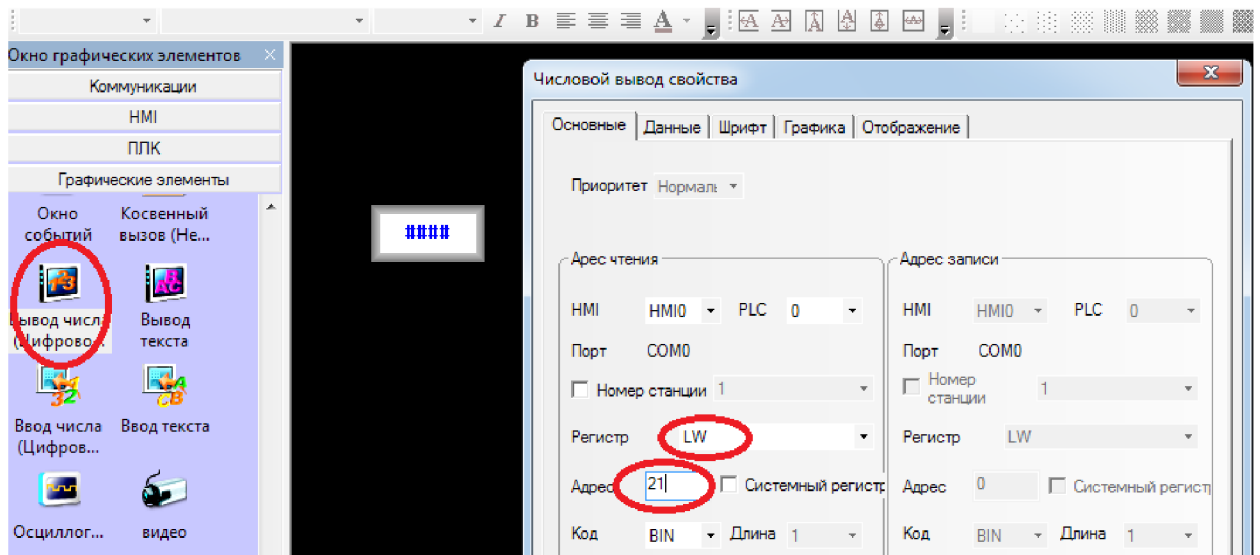 I B A
Окно графических элементов
Коммуникации
HMI
ПЛК
Графические элементы
Окно событий
Косвенный вызов (Не...
Вывод числа (Цифрово...
Вывод текста
Ввод числа (Цифров...
Ввод текста
Осциллог...
видео
####
Числовой вывод свойства
Основные Данные Шрифт Графика Отображение
Приоритет Нормаль
Арес чтения
HMI HMI0 PLC 0
Порт COM0
Номер станции 1
Регистр LW
Адрес 21 Системный регистр
Код BIN Длина 1
Адрес записи
HMI HMI0 PLC 0
Порт COM0
Номер станции 1
Регистр LW
Адрес 0 Системный регистр
Код BIN Длина 1